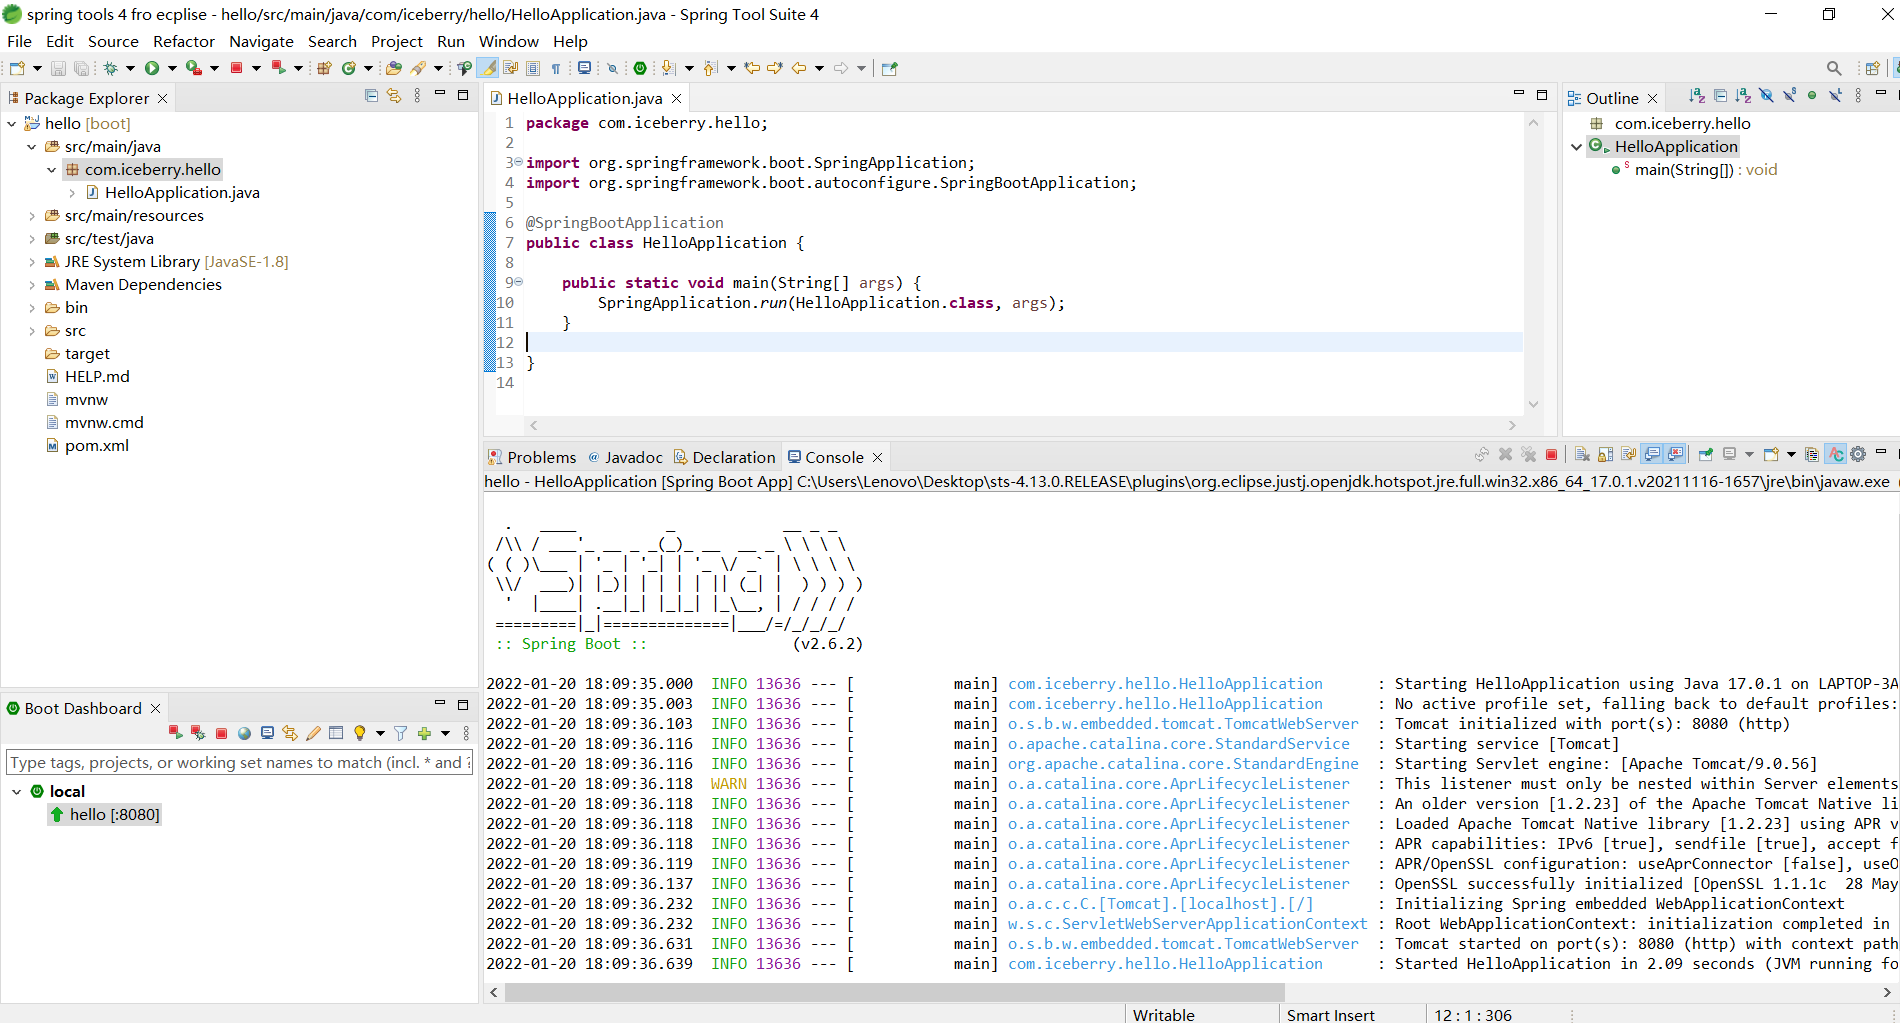 spring tools 4 fro ecplise - hello/src/main/java/com/iceberry/hello/HelloApplication.java - Spring Tool Suite 4
File Edit Source Refactor Navigate Search Project Run Window Help
Package Explorer
hello [boot]
src/main/java
com.iceberry.hello
HelloApplication.java
src/main/resources
src/test/java
JRE System Library [JavaSE-1.8]
Maven Dependencies
bin
src
target
HELP.md
mvnw
mvnw.cmd
pom.xml
HelloApplication.java
1 package com.iceberry.hello;
2
3 import org.springframework.boot.SpringApplication;
4 import org.springframework.boot.autoconfigure.SpringBootApplication;
5
6 @SpringBootApplication
7 public class HelloApplication {
8
9     public static void main(String[] args) {
10         SpringApplication.run(HelloApplication.class, args);
11     }
12
13 }
14
Outline
com.iceberry.hello
HelloApplication
main(String[]) : void
Boot Dashboard
Type tags, projects, or working set names to match (incl. * and ?
local
hello [:8080]
Problems @ Javadoc Declaration Console
hello - HelloApplication [Spring Boot App] C:\Users\Lenovo\Desktop\sts-4.13.0.RELEASE\plugins\org.eclipse.justj.openjdk.hotspot.jre.full.win32.x86_64_17.0.1.v20211116-1657\jre\bin\javaw.exe
  .   ____          _            __ _ _
 /\\ / ___'_ __ _ _(_)_ __  __ _ \ \ \ \
( ( )\___ | '_ | '_| | '_ \/ _` | \ \ \ \
 \\/  ___)| |_)| | | | | || (_| |  ) ) ) )
  '  |____| .__|_| |_|_| |_\__, | / / / /
 =========|_|==============|___/=/_/_/_/
 :: Spring Boot ::                (v2.6.2)
2022-01-20 18:09:35.000  INFO 13636 --- [           main] com.iceberry.hello.HelloApplication      : Starting HelloApplication using Java 17.0.1 on LAPTOP-3A
2022-01-20 18:09:35.003  INFO 13636 --- [           main] com.iceberry.hello.HelloApplication      : No active profile set, falling back to default profiles:
2022-01-20 18:09:36.103  INFO 13636 --- [           main] o.s.b.w.embedded.tomcat.TomcatWebServer  : Tomcat initialized with port(s): 8080 (http)
2022-01-20 18:09:36.116  INFO 13636 --- [           main] o.apache.catalina.core.StandardService   : Starting service [Tomcat]
2022-01-20 18:09:36.116  INFO 13636 --- [           main] org.apache.catalina.core.StandardEngine  : Starting Servlet engine: [Apache Tomcat/9.0.56]
2022-01-20 18:09:36.118  WARN 13636 --- [           main] o.a.catalina.core.AprLifecycleListener   : This listener must only be nested within Server elements
2022-01-20 18:09:36.118  INFO 13636 --- [           main] o.a.catalina.core.AprLifecycleListener   : An older version [1.2.23] of the Apache Tomcat Native li
2022-01-20 18:09:36.118  INFO 13636 --- [           main] o.a.catalina.core.AprLifecycleListener   : Loaded Apache Tomcat Native library [1.2.23] using APR v
2022-01-20 18:09:36.118  INFO 13636 --- [           main] o.a.catalina.core.AprLifecycleListener   : APR capabilities: IPv6 [true], sendfile [true], accept f
2022-01-20 18:09:36.119  INFO 13636 --- [           main] o.a.catalina.core.AprLifecycleListener   : APR/OpenSSL configuration: useAprConnector [false], useO
2022-01-20 18:09:36.137  INFO 13636 --- [           main] o.a.catalina.core.AprLifecycleListener   : OpenSSL successfully initialized [OpenSSL 1.1.1c  28 May
2022-01-20 18:09:36.232  INFO 13636 --- [           main] o.a.c.c.C.[Tomcat].[localhost].[/]       : Initializing Spring embedded WebApplicationContext
2022-01-20 18:09:36.232  INFO 13636 --- [           main] w.s.c.ServletWebServerApplicationContext : Root WebApplicationContext: initialization completed in
2022-01-20 18:09:36.631  INFO 13636 --- [           main] o.s.b.w.embedded.tomcat.TomcatWebServer  : Tomcat started on port(s): 8080 (http) with context path
2022-01-20 18:09:36.639  INFO 13636 --- [           main] com.iceberry.hello.HelloApplication      : Started HelloApplication in 2.09 seconds (JVM running fo
Writable Smart Insert 12 : 1 : 306